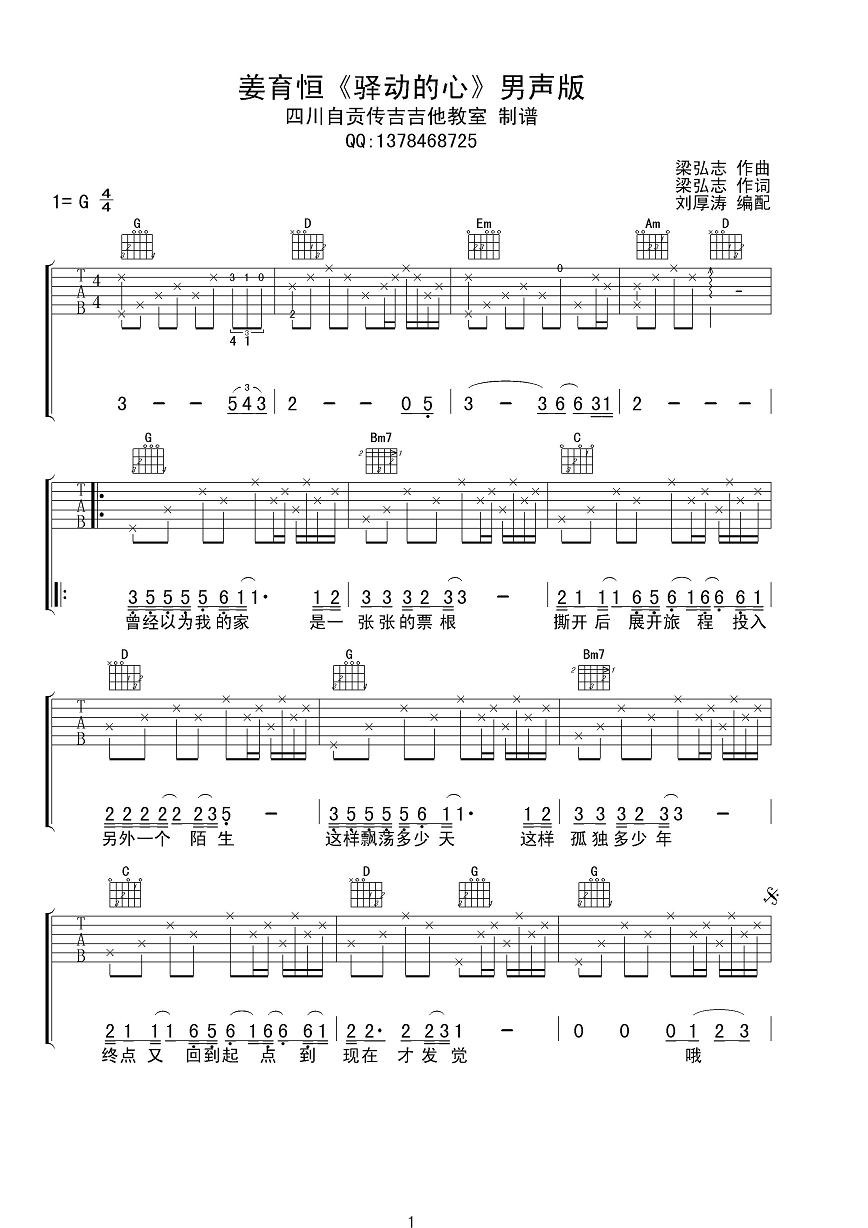 姜育恒《驿动的心》男声版
四川自贡传吉吉他教室 制谱
QQ:1378468725
梁弘志 作曲
梁弘志 作词
刘厚涛 编配
1= G 4/4
G D Em Am D
T A B 4 4 3 1 0 2 0
4 1 3
3 - - 5 4 3 | 2 - - 0 5 | 3 - 3 6 6 3 1 | 2 - - - |
G Bm7 C
T A B
3 5 5 5 5 6 1 1· 1 2 | 3 3 3 2 3 3 - | 2 1 1 1 6 5 6 1 6 6 6 1 |
曾经以为我的家 是一 张张的票根 撕开后 展开旅 程 投入
D G Bm7
T A B
2 2 2 2 2 2 3 5 - | 3 5 5 5 5 6 1 1· 1 2 | 3 3 3 2 3 3 - |
另外一个 陌生 这样飘荡多少天 这样 孤独多少年
C D G G
T A B
2 1 1 1 6 5 6 1 6 6 6 1 | 2 2· 2 2 3 1 - | 0 0 0 1 2 3 |
终点又 回到起 点 到 现在 才发觉 哦
1